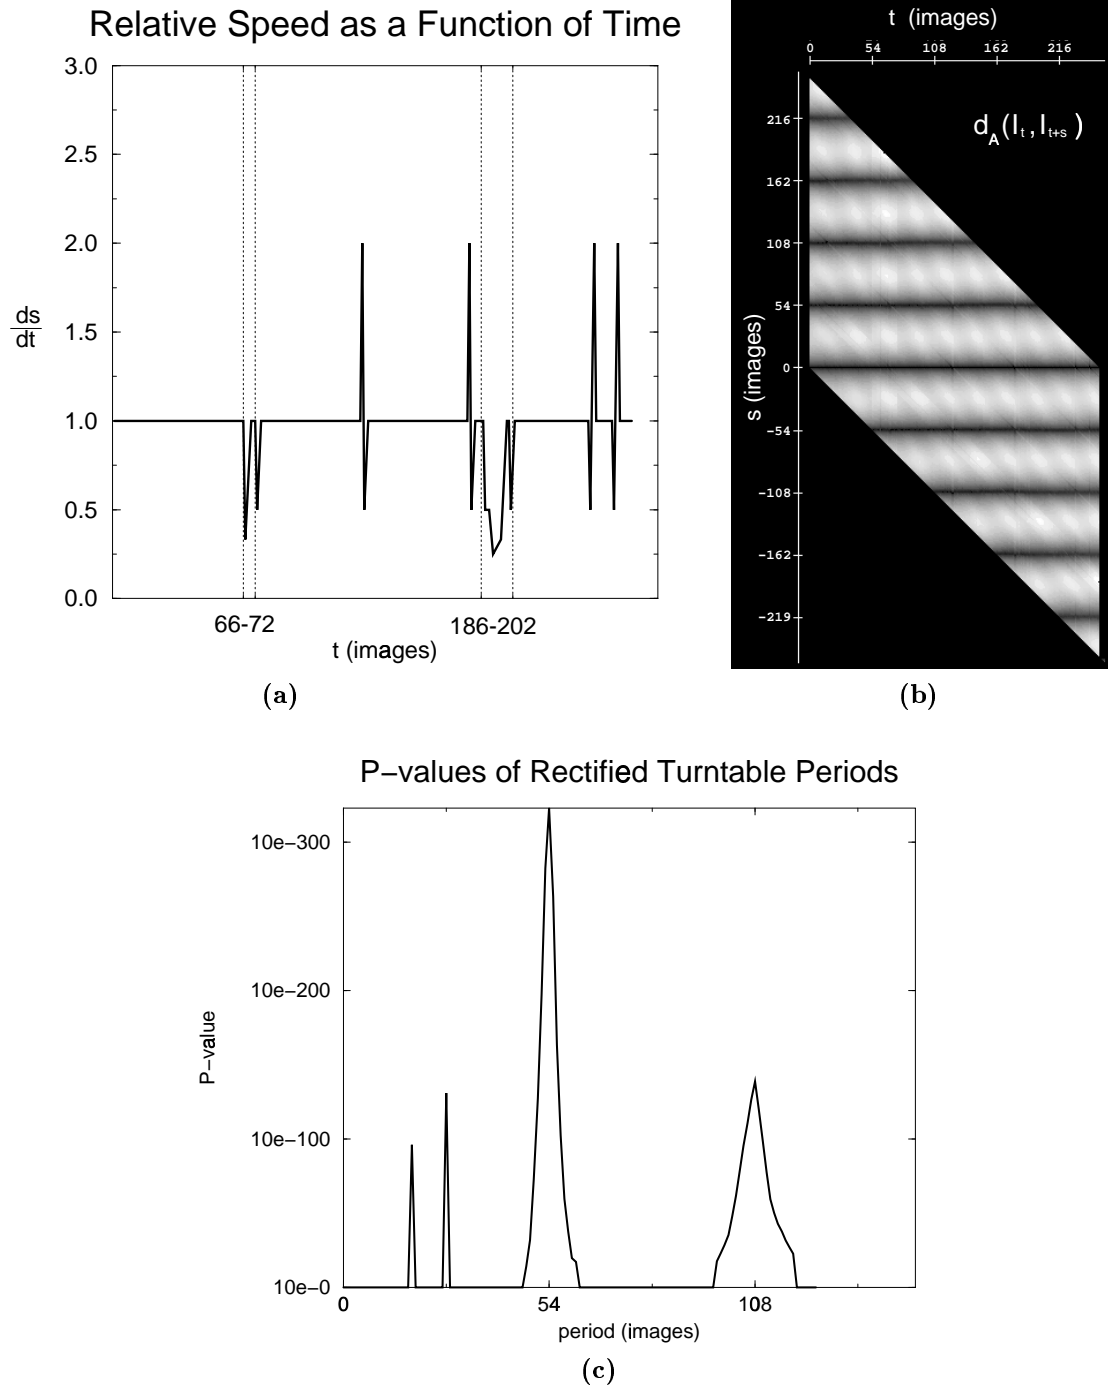 Relative Speed as a Function of Time
3.0
2.5
2.0
1.5
1.0
0.5
0.0
ds
dt
66-72
186-202
t (images)
(a)
t (images)
0 54 108 162 216
d_A(I_t,I_{t+s})
216
162
108
54
0
-54
-108
-162
-219
s (images)
(b)
P-values of Rectified Turntable Periods
10e-300
10e-200
10e-100
10e-0
P-value
0 54 108
period (images)
(c)